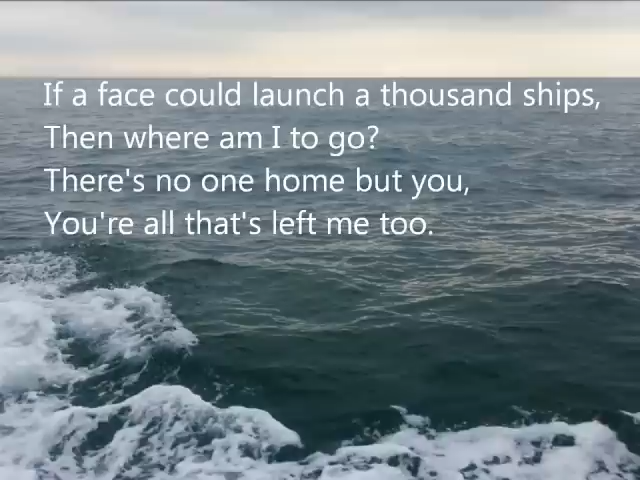 If a face could launch a thousand ships,
Then where am I to go?
There's no one home but you,
You're all that's left me too.